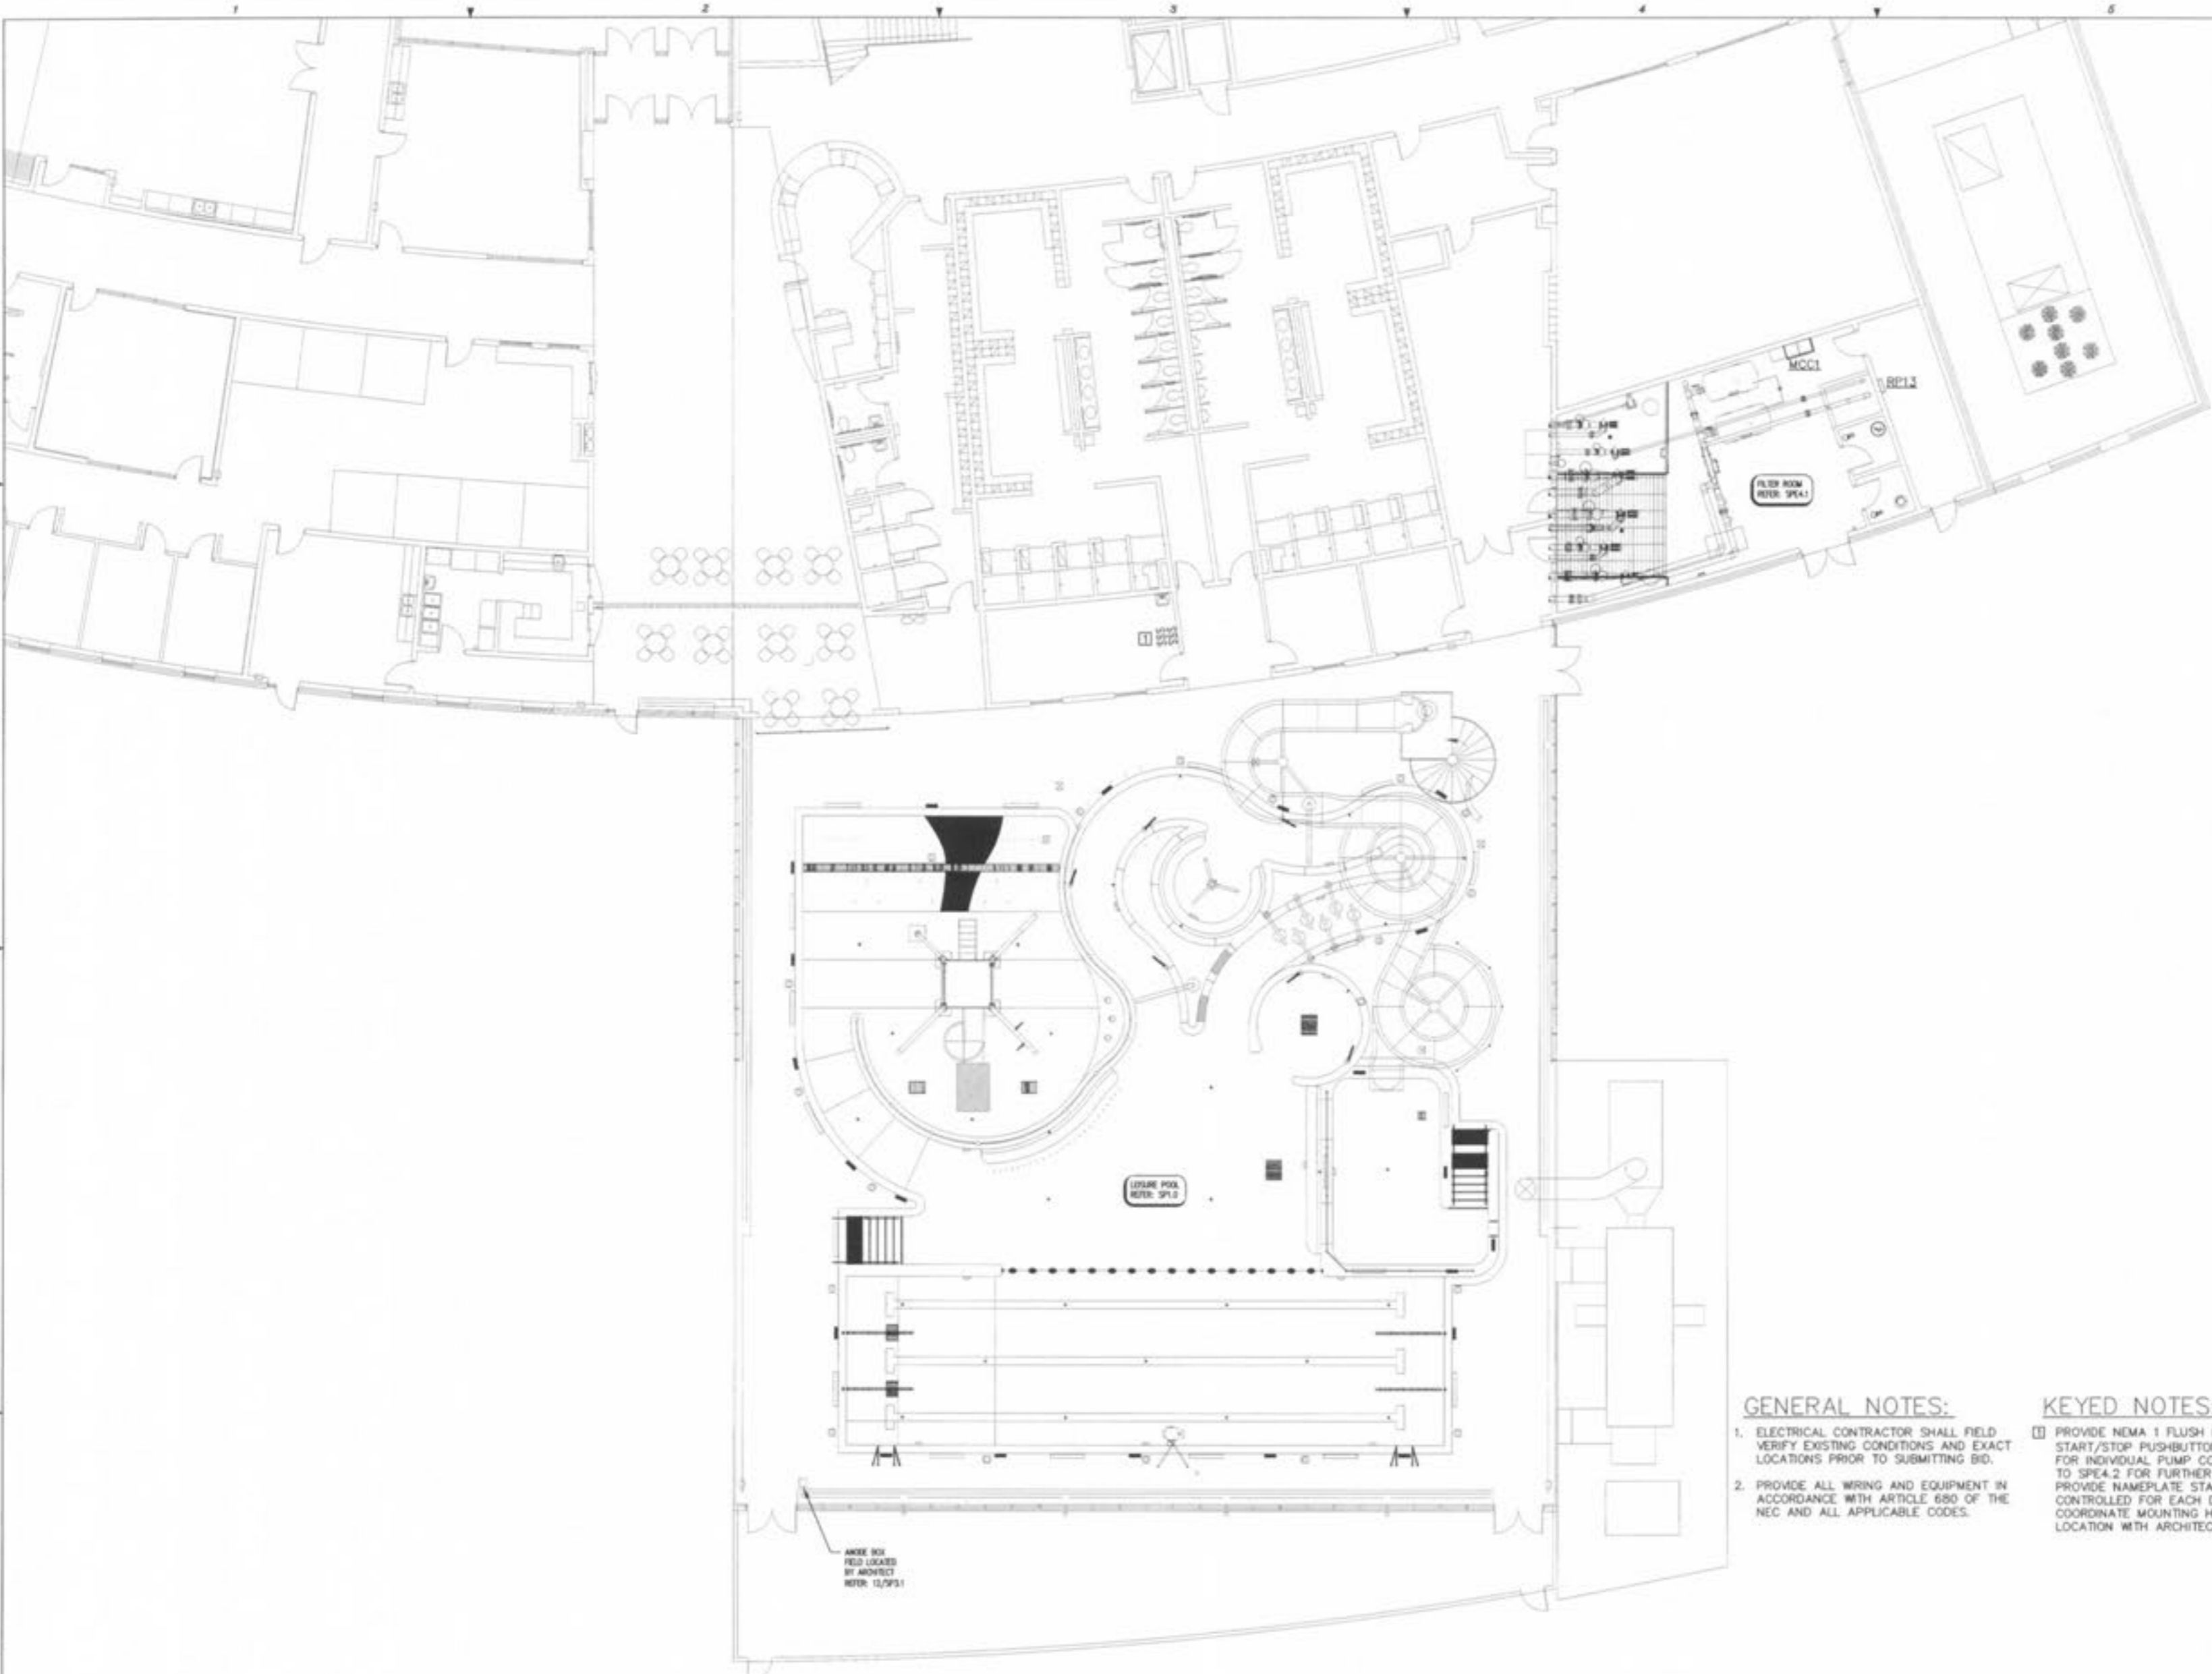 1 2 3 4 5
MCC1
RP13
FILTER ROOM
REFER: SPE4.1
1
LEISURE POOL
REFER: SP1.0
GENERAL NOTES:
1. ELECTRICAL CONTRACTOR SHALL FIELD
VERIFY EXISTING CONDITIONS AND EXACT
LOCATIONS PRIOR TO SUBMITTING BID.
2. PROVIDE ALL WIRING AND EQUIPMENT IN
ACCORDANCE WITH ARTICLE 680 OF THE
NEC AND ALL APPLICABLE CODES.
KEYED NOTES
1 PROVIDE NEMA 1 FLUSH
START/STOP PUSHBUTTO
FOR INDIVIDUAL PUMP CO
TO SPE4.2 FOR FURTHER
PROVIDE NAMEPLATE STA
CONTROLLED FOR EACH
COORDINATE MOUNTING H
LOCATION WITH ARCHITEC
ANODE BOX
FIELD LOCATED
BY ARCHITECT
REFER: 12/SP3.1